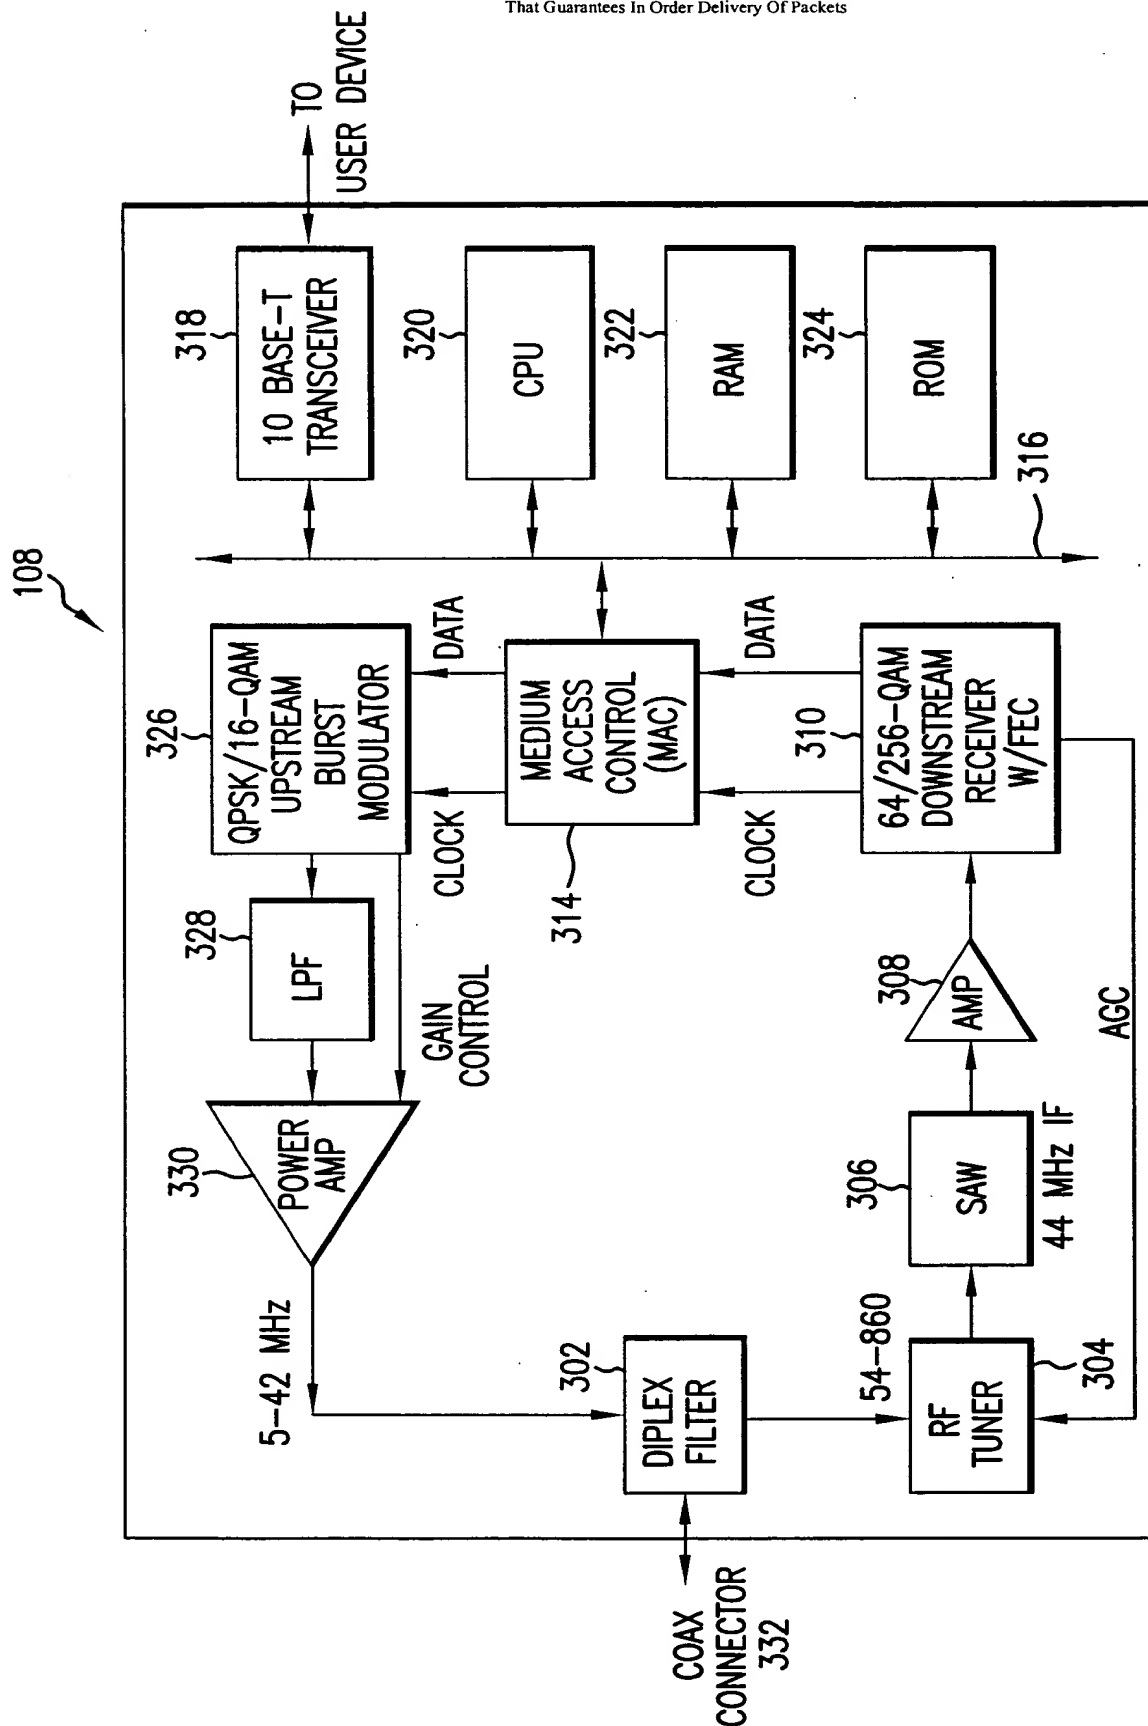 That Guarantees In Order Delivery Of Packets
108
TO
USER DEVICE
318
10 BASE-T
TRANSCEIVER
320
CPU
322
RAM
324
ROM
316
326
QPSK/16-QAM
UPSTREAM
BURST
MODULATOR
DATA
CLOCK
MEDIUM
ACCESS
CONTROL
(MAC)
314
DATA
CLOCK
310
64/256-QAM
DOWNSTREAM
RECEIVER
W/FEC
328
LPF
GAIN
CONTROL
308
AMP
AGC
330
POWER
AMP
306
SAW
44 MHz IF
5-42 MHz
302
DIPLEX
FILTER
54-860
RF
TUNER
304
COAX
CONNECTOR
332